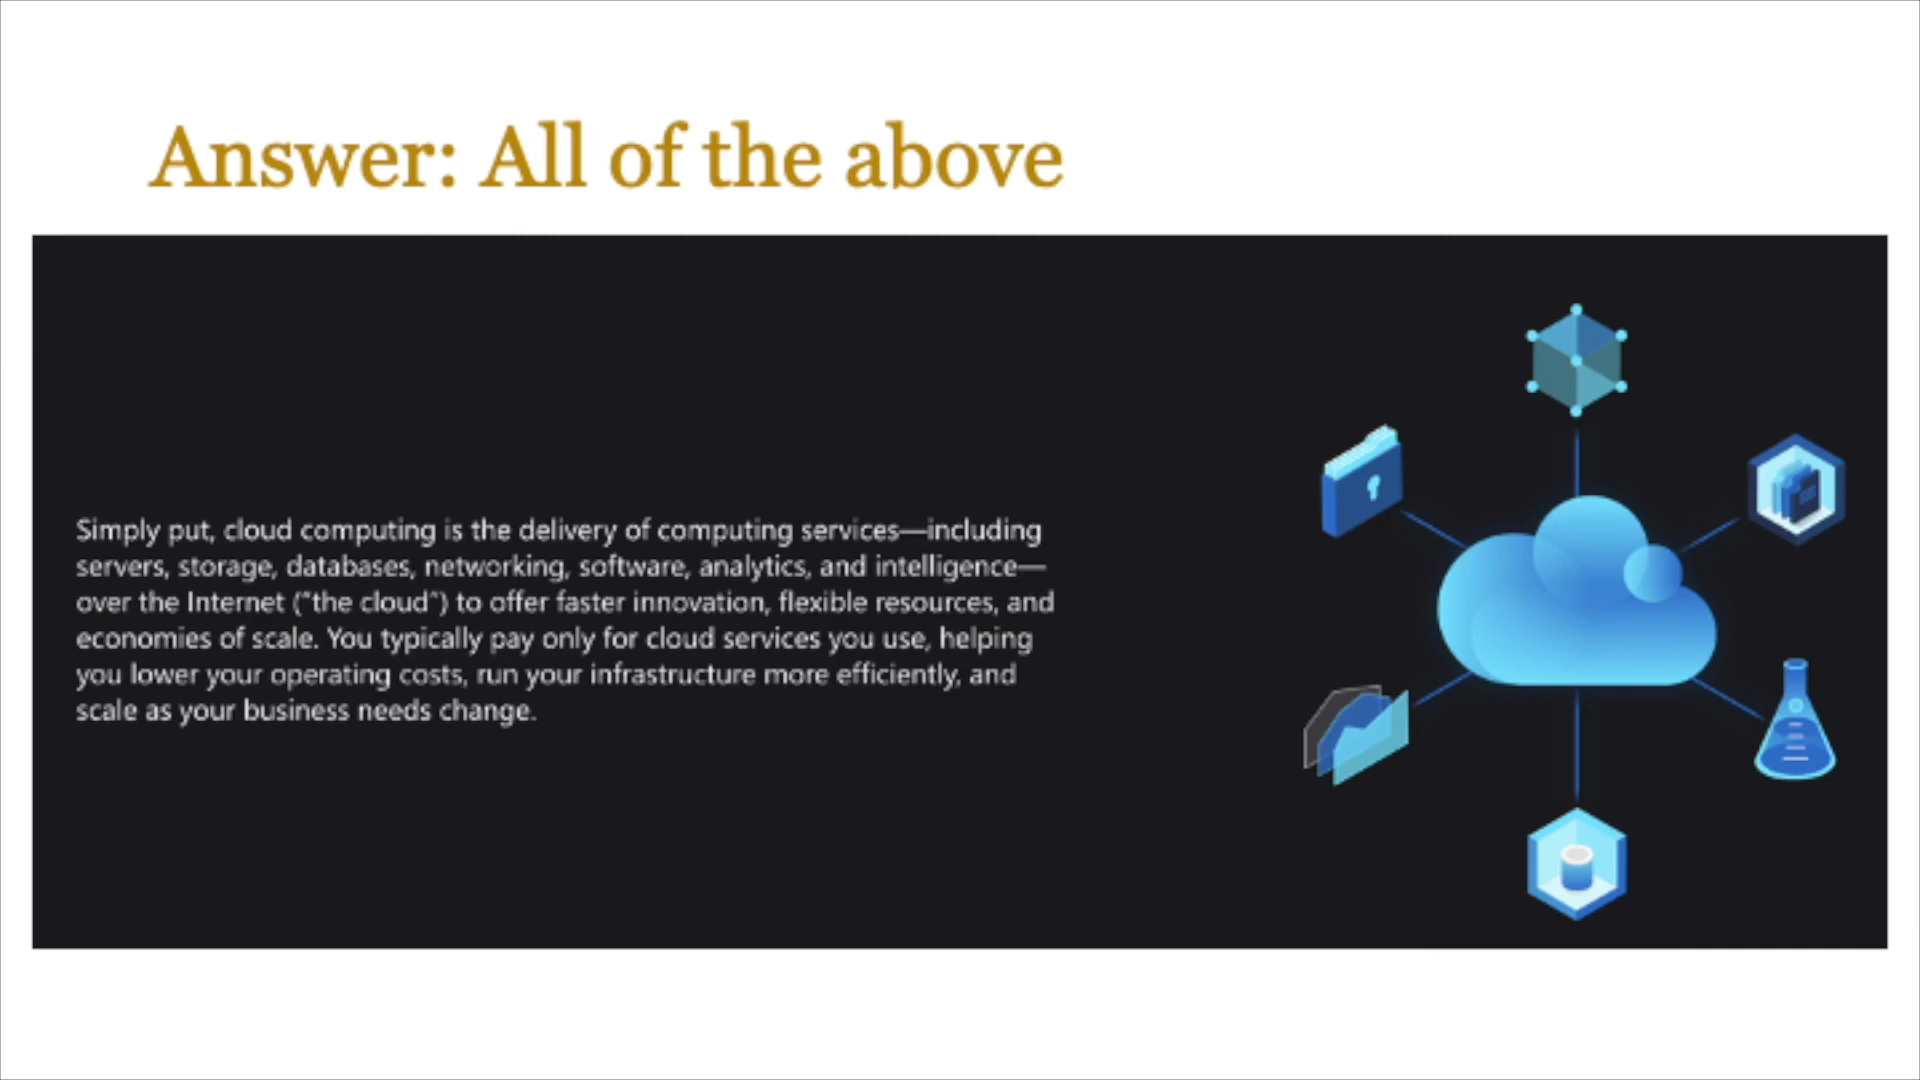 Answer: All of the above
Simply put, cloud computing is the delivery of computing services—including
servers, storage, databases, networking, software, analytics, and intelligence—
over the Internet (“the cloud”) to offer faster innovation, flexible resources, and
economies of scale. You typically pay only for cloud services you use, helping
you lower your operating costs, run your infrastructure more efficiently, and
scale as your business needs change.